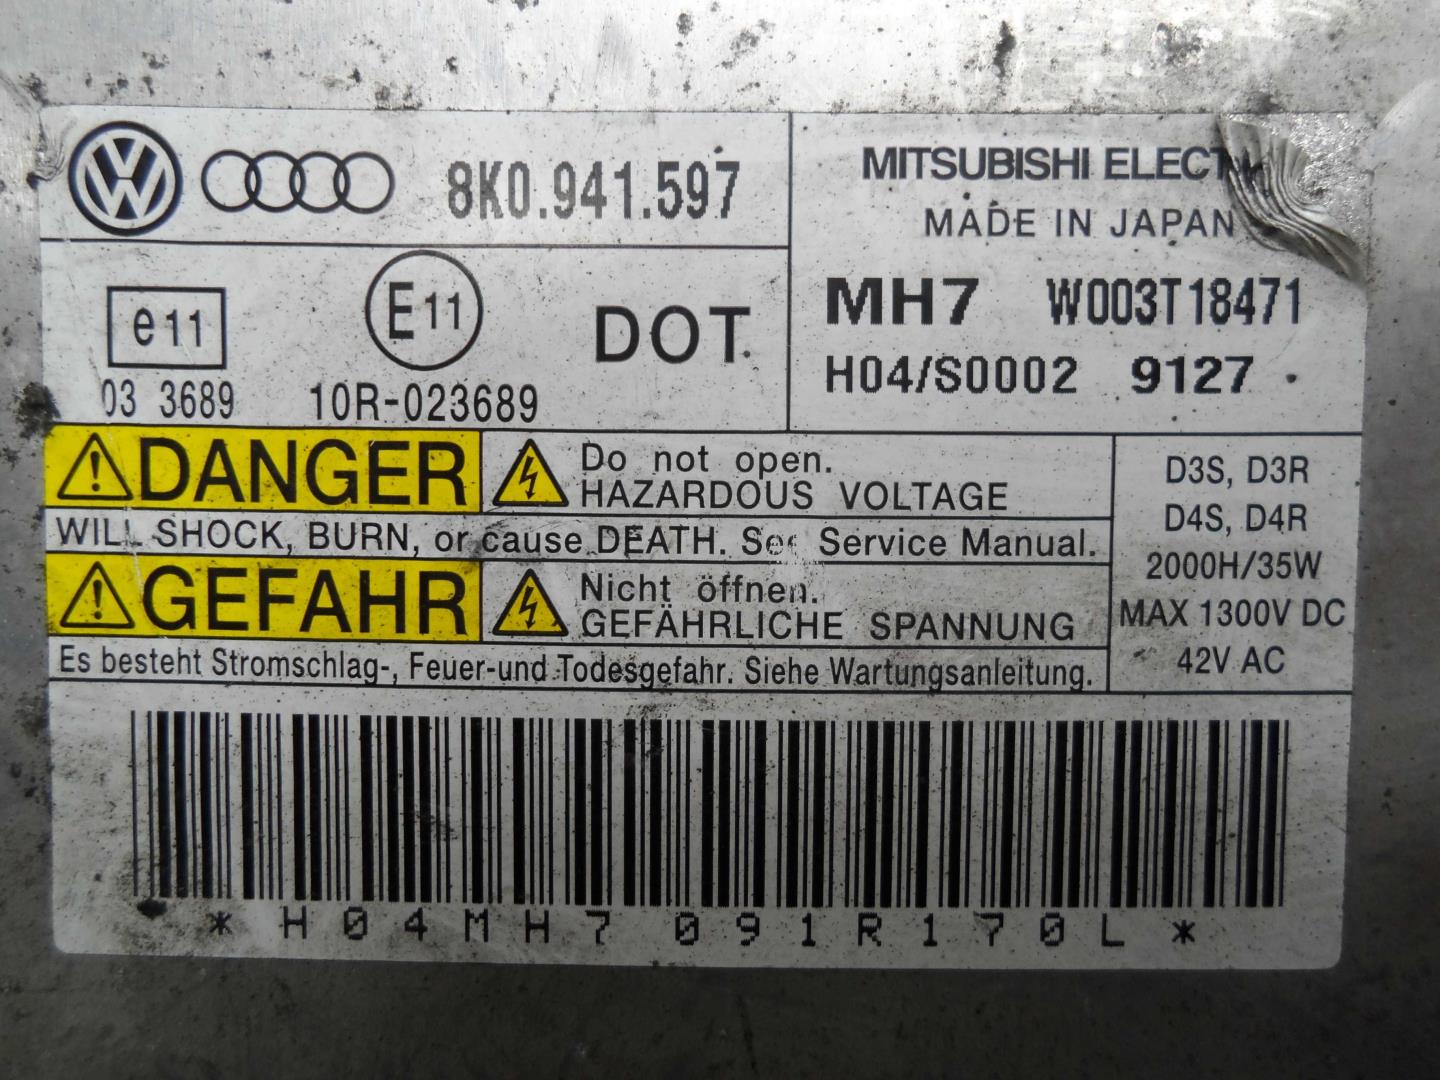 8K0.941.597
MITSUBISHI ELECT
MADE IN JAPAN
e11
E11
DOT
MH7 W003T18471
03 3689
10R-023689
H04/S0002 9127
DANGER
Do not open.
HAZARDOUS VOLTAGE
WILL SHOCK, BURN, or cause DEATH. See Service Manual.
GEFAHR
Nicht öffnen.
GEFÄHRLICHE SPANNUNG
Es besteht Stromschlag-, Feuer-und Todesgefahr. Siehe Wartungsanleitung.
D3S, D3R
D4S, D4R
2000H/35W
MAX 1300V DC
42V AC
*H04MH7091R170L*